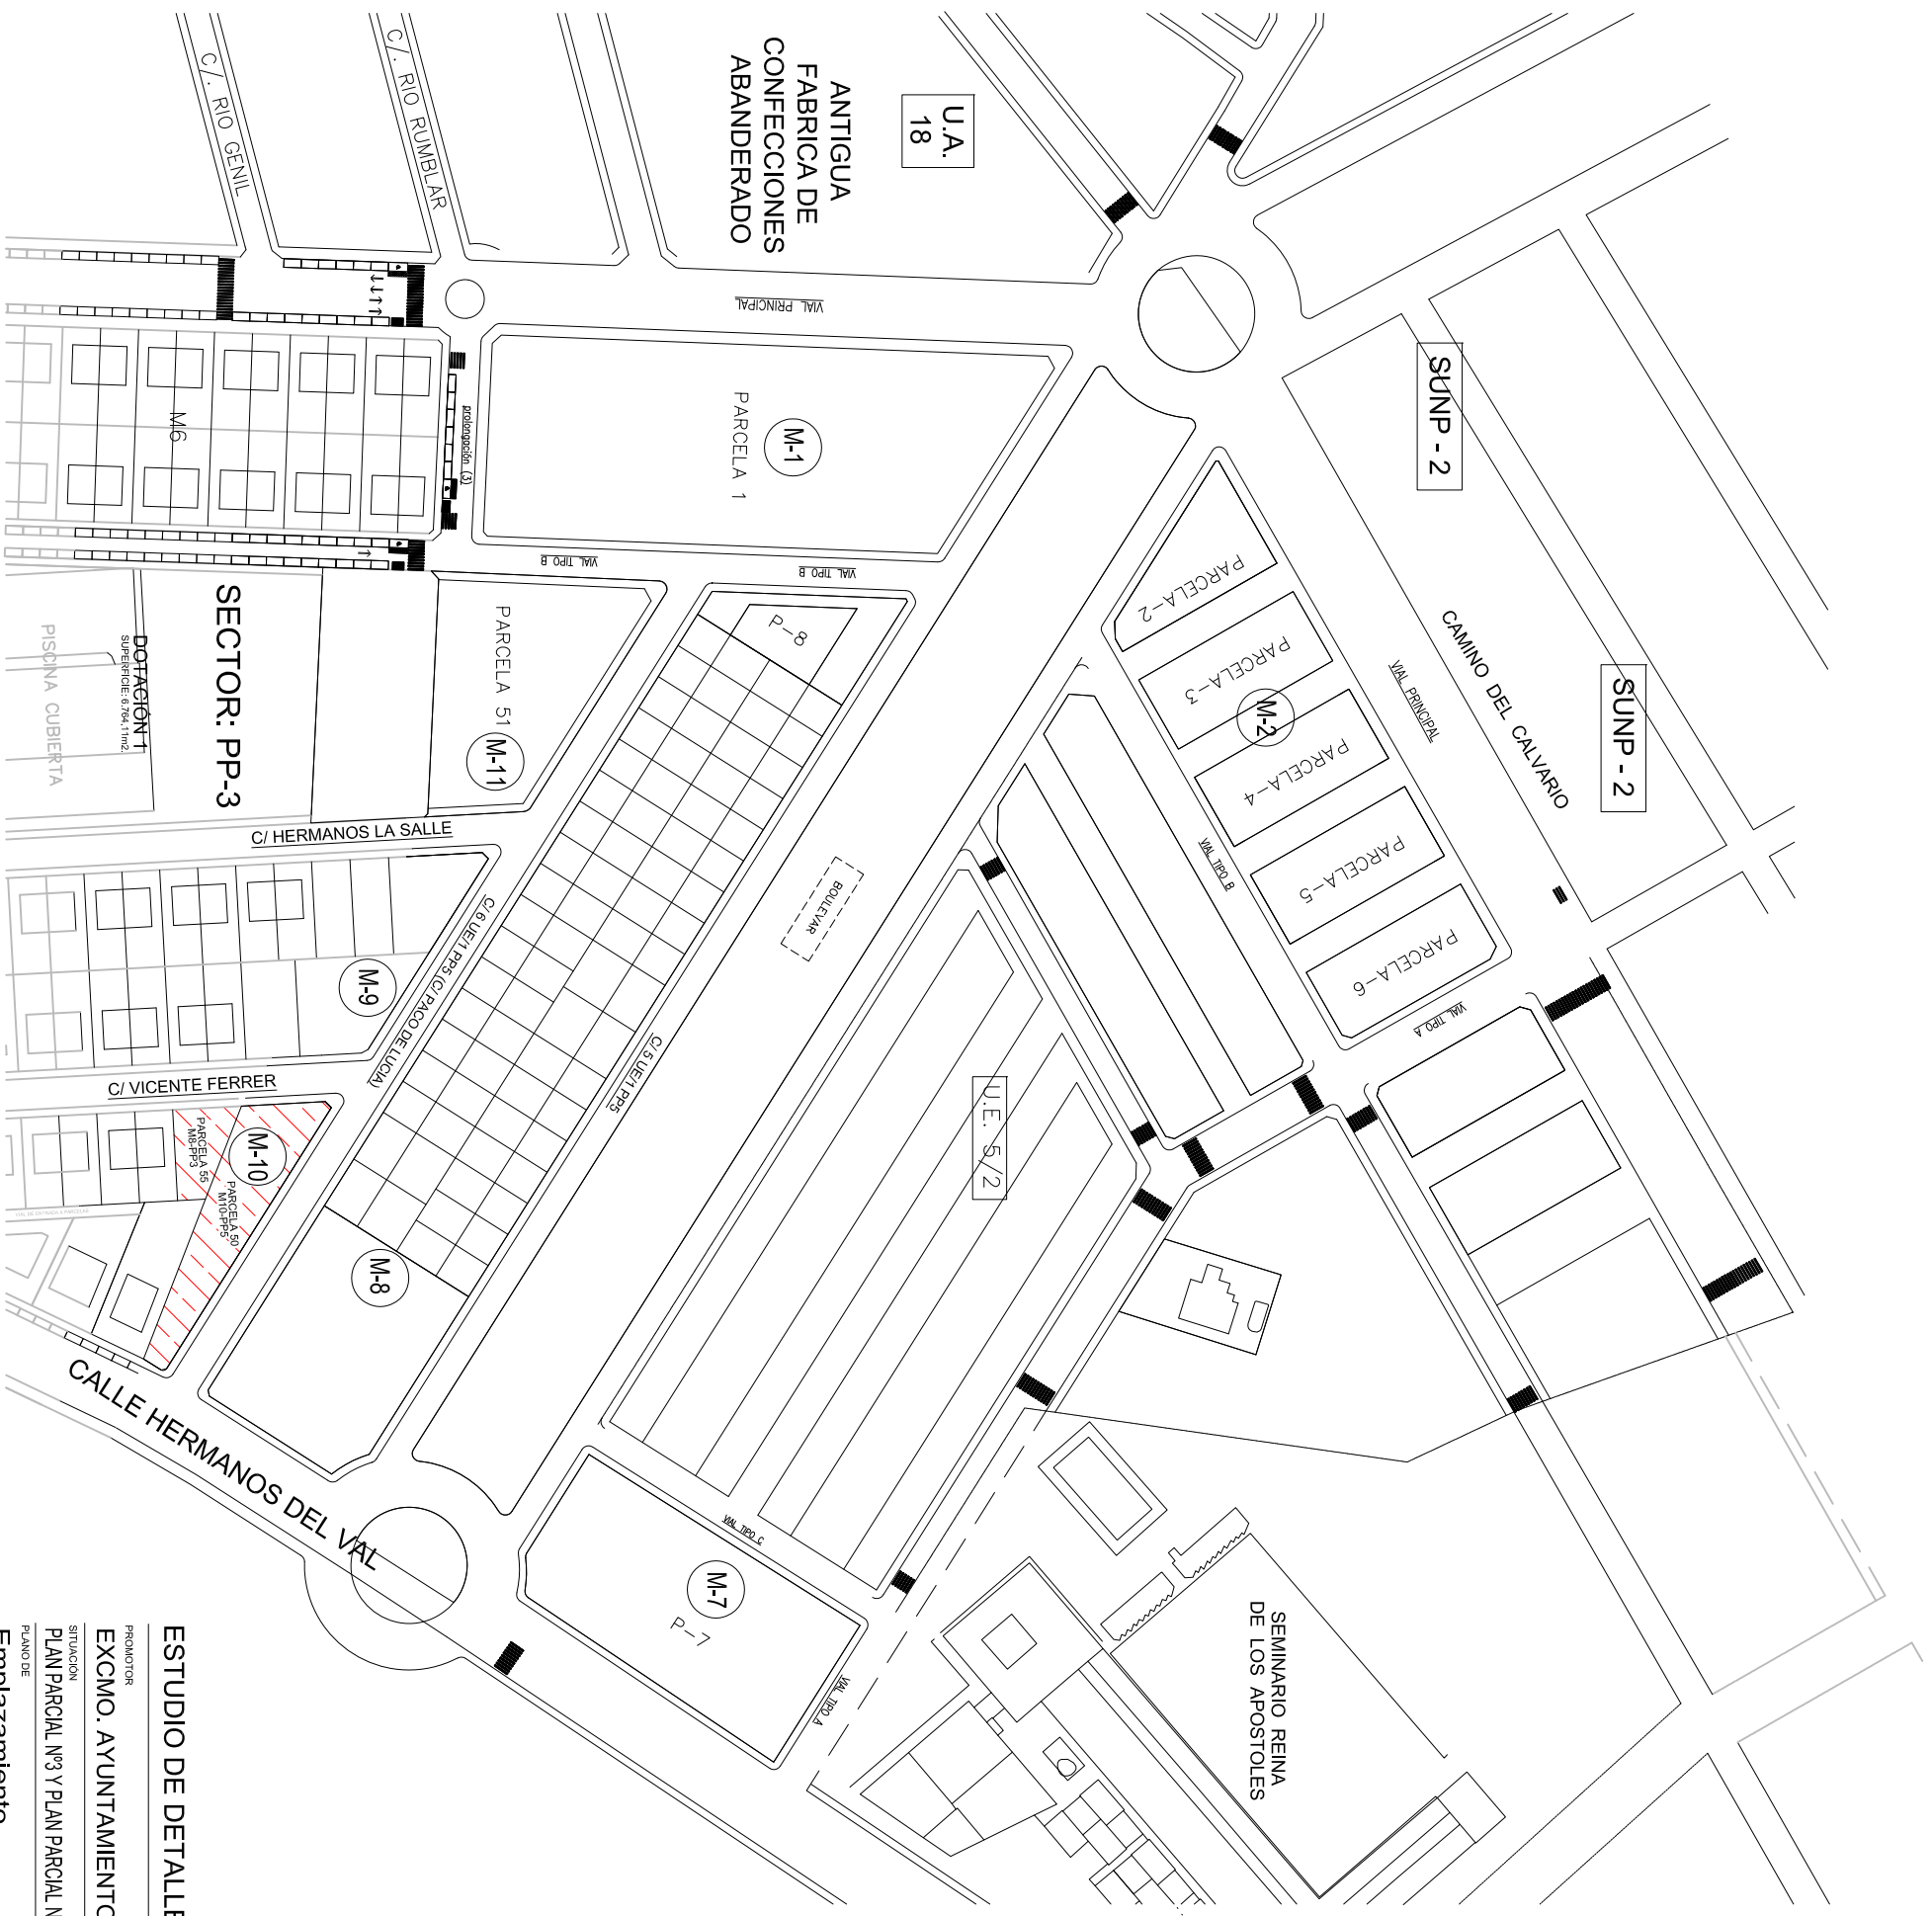 C/. RIO GENIL
C/. RIO RUMBLAR
ANTIGUA
FABRICA DE
CONFECCIONES
ABANDERADO
U.A.
18
VIAL PRINCIPAL
SUNP - 2
SUNP - 2
CAMINO DEL CALVARIO
VIAL PRINCIPAL
M-1
PARCELA 1
M6
prolongación (3)
VIAL TIPO B
VIAL TIPO B
PARCELA-2
PARCELA-3
M-2
PARCELA-4
PARCELA-5
PARCELA-6
VIAL TIPO B
VIAL TIPO A
SECTOR: PP-3
DOTACIÓN 1
SUPERFICIE: 6.764,11m2.
PISCINA CUBIERTA
PARCELA 51
M-11
P-8
C/ HERMANOS LA SALLE
BOULEVAR
C/ 6 UE/1 PP5 (C/ PACO DE LUCIA)
C/ 5 UE/1 PP5
M-9
U.E. 5/2
C/ VICENTE FERRER
M-10
PARCELA 55
M8-PP3
PARCELA 50
M10-PP5
M-8
CALLE HERMANOS DEL VAL
VIAL TIPO C
M-7
P-7
VIAL TIPO A
SEMINARIO REINA
DE LOS APOSTOLES
ESTUDIO DE DETALLE
PROMOTOR
EXCMO. AYUNTAMIENTO
SITUACIÓN
PLAN PARCIAL Nº3 Y PLAN PARCIAL N
PLANO DE
Emplazamiento